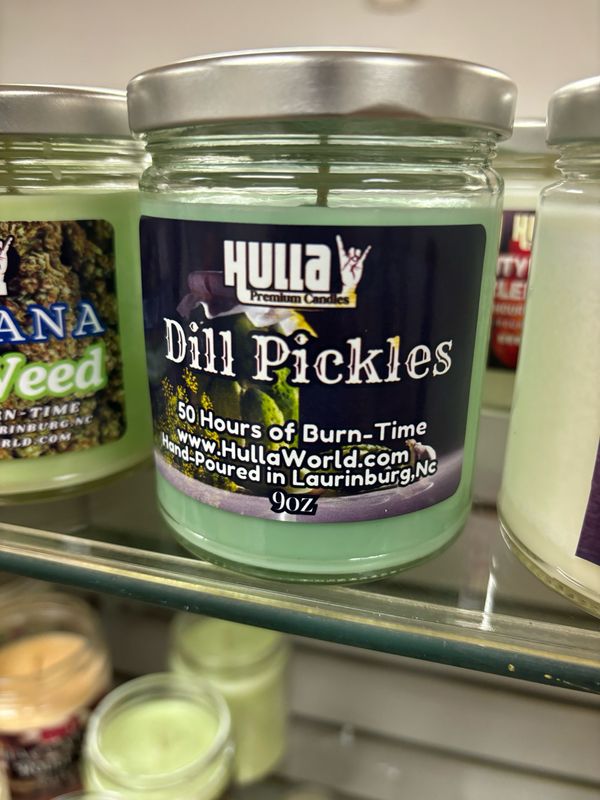 HULLA
Premium Candles
Dill Pickles
50 Hours of Burn-Time
www.HullaWorld.com
Hand-Poured in Laurinburg,Nc
9oz
ANA
Weed
RN-TIME
URINBURG,NC
RLD.COM